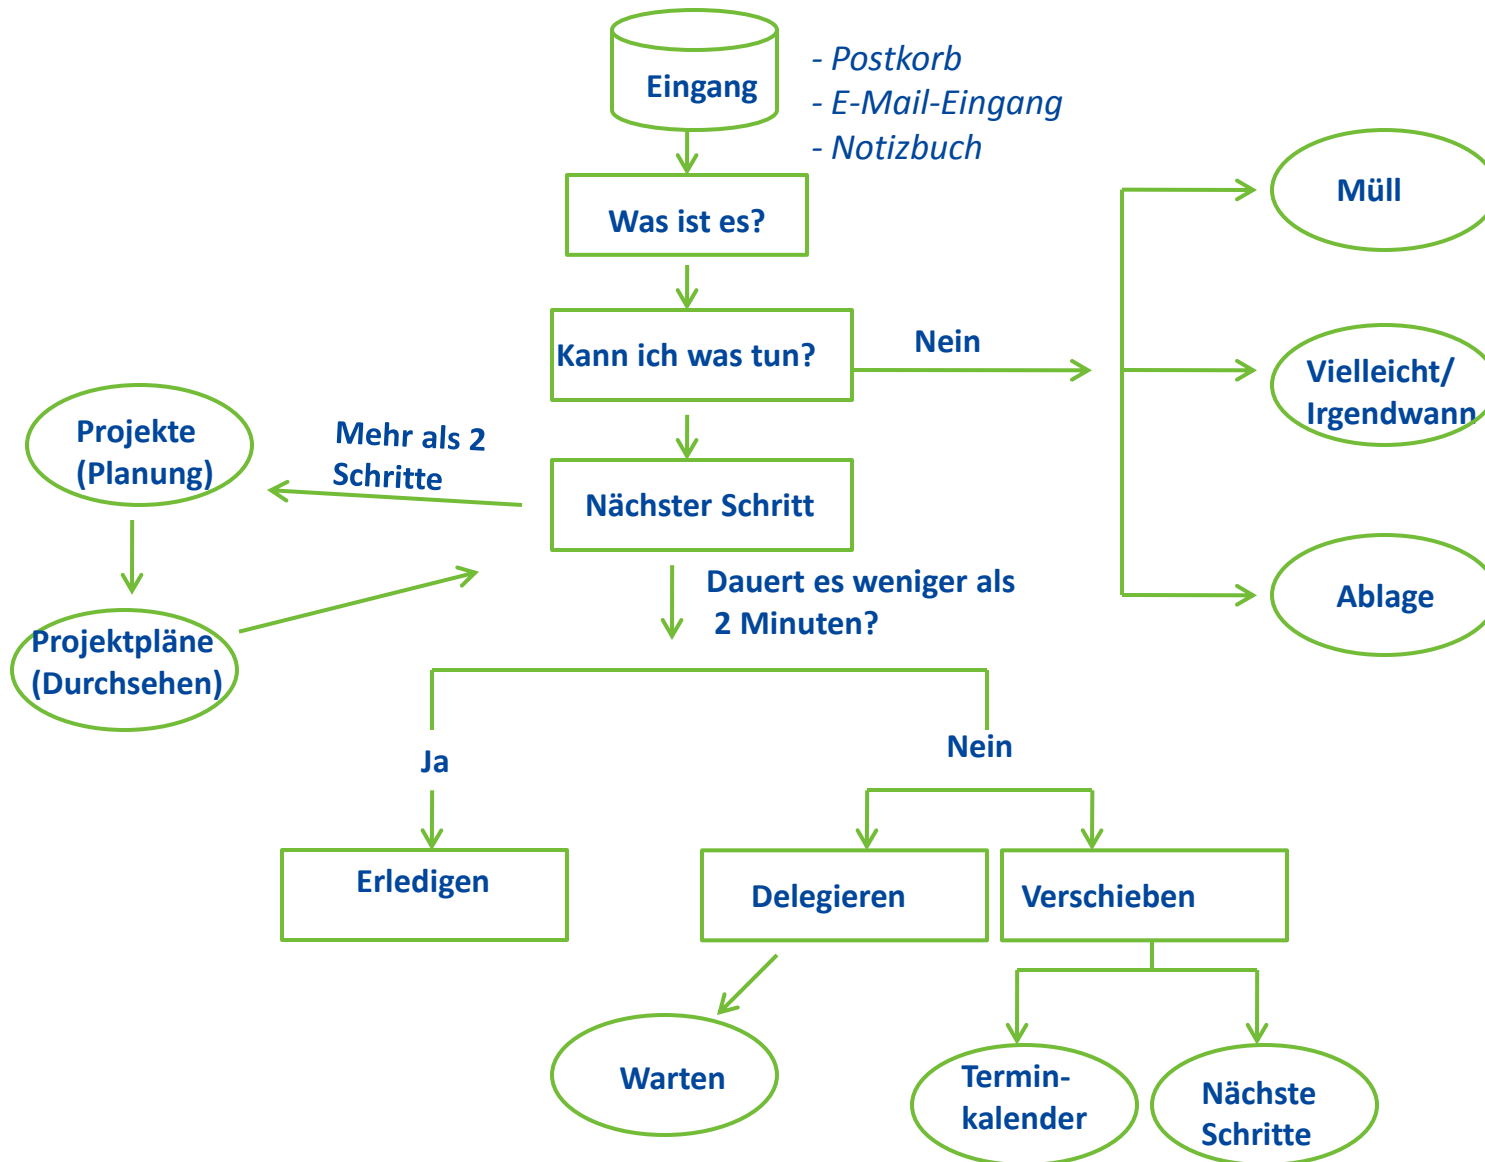 Eingang
- Postkorb
- E-Mail-Eingang
- Notizbuch
Was ist es?
Müll
Kann ich was tun?
Nein
Vielleicht/
Irgendwann
Projekte
(Planung)
Mehr als 2
Schritte
Nächster Schritt
Dauert es weniger als
2 Minuten?
Ablage
Projektpläne
(Durchsehen)
Ja
Nein
Erledigen
Delegieren
Verschieben
Warten
Termin-
kalender
Nächste
Schritte